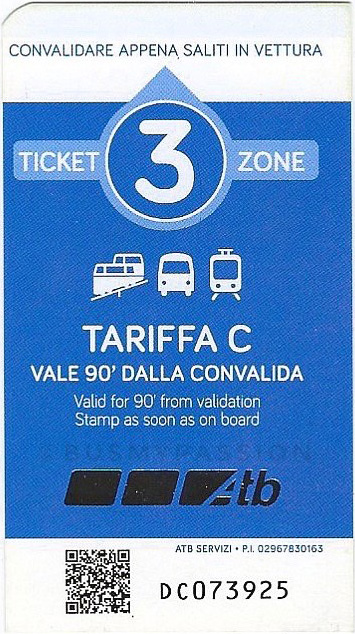 CONVALIDARE APPENA SALITI IN VETTURA
TICKET 3 ZONE
TARIFFA C
VALE 90' DALLA CONVALIDA
Valid for 90' from validation
Stamp as soon as on board
BUSMYPASSION
Atb
ATB SERVIZI • P.I. 02967830163
DC073925